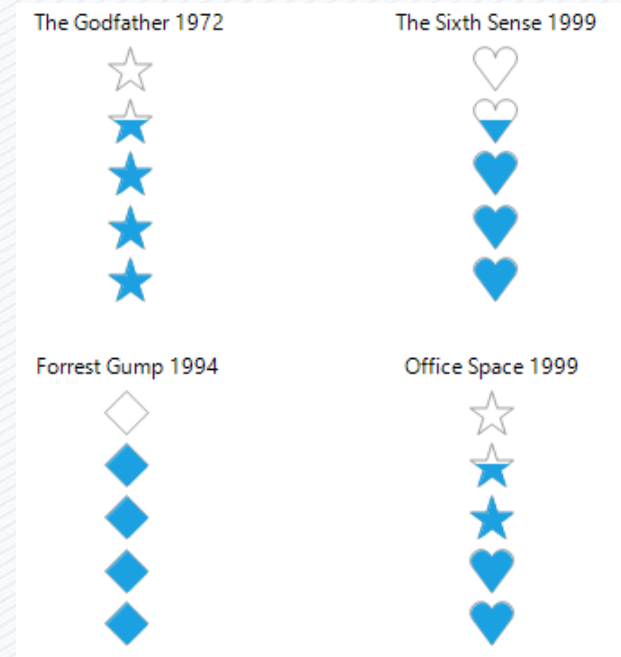 The Godfather 1972
The Sixth Sense 1999
Forrest Gump 1994
Office Space 1999